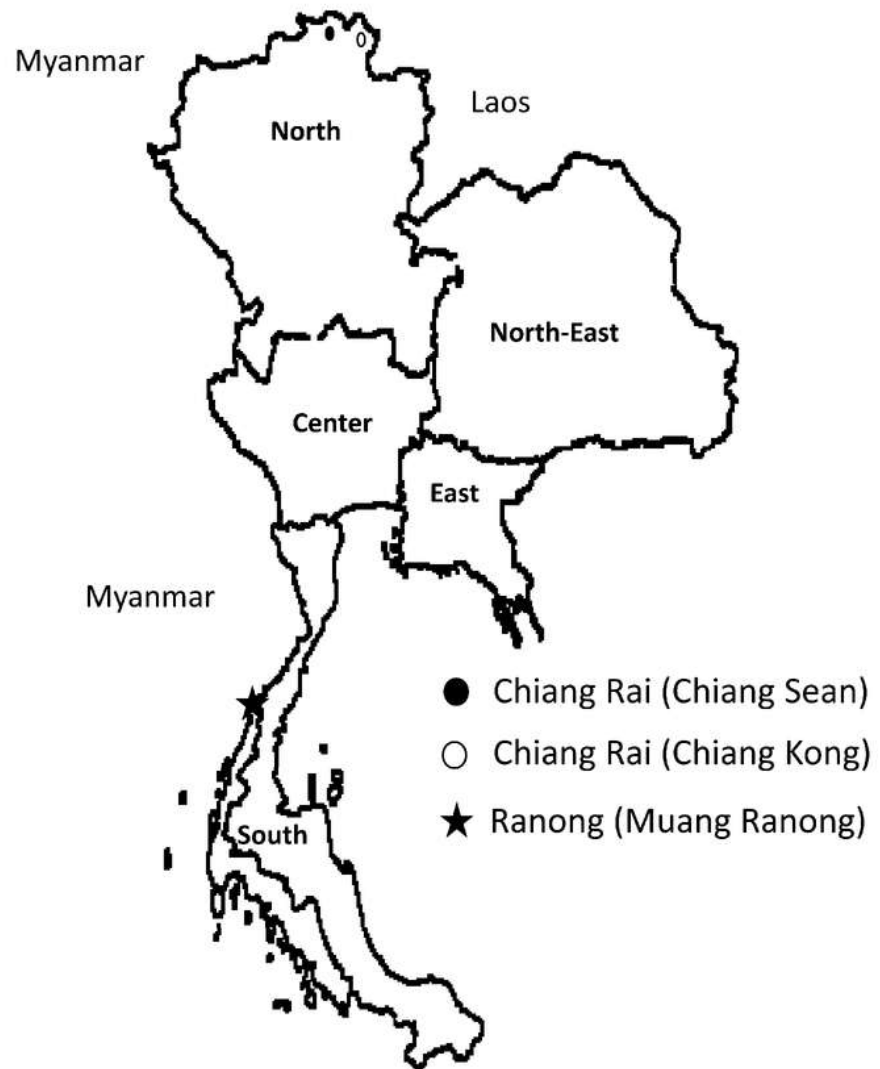 Myanmar
Laos
North
North-East
Center
East
Myanmar
Chiang Rai (Chiang Sean)
Chiang Rai (Chiang Kong)
Ranong (Muang Ranong)
South